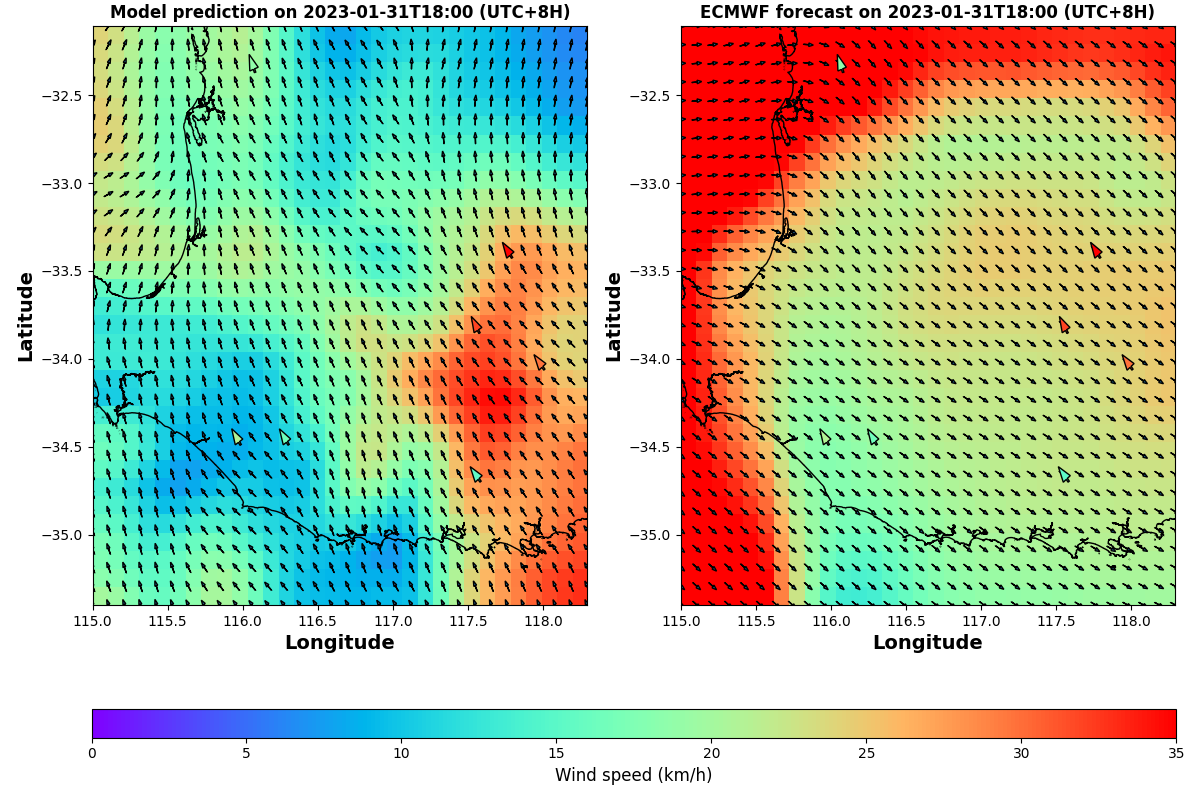 Model prediction on 2023-01-31T18:00 (UTC+8H)
ECMWF forecast on 2023-01-31T18:00 (UTC+8H)
−32.5
−33.0
−33.5
−34.0
−34.5
−35.0
Latitude
115.0 115.5 116.0 116.5 117.0 117.5 118.0
Longitude
−32.5
−33.0
−33.5
−34.0
−34.5
−35.0
Latitude
115.0 115.5 116.0 116.5 117.0 117.5 118.0
Longitude
0 5 10 15 20 25 30 35
Wind speed (km/h)